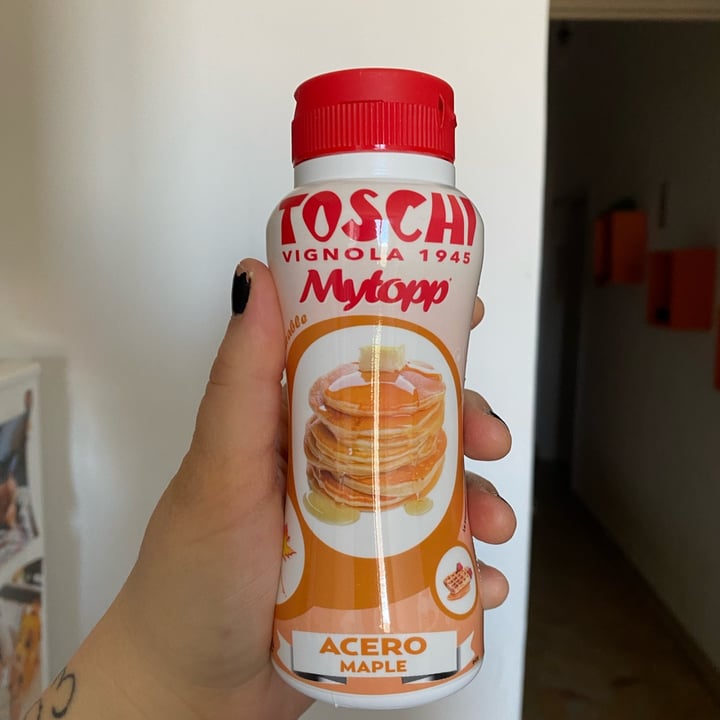 TOSCHI
VIGNOLA 1945
Mytopp
ACERO
MAPLE